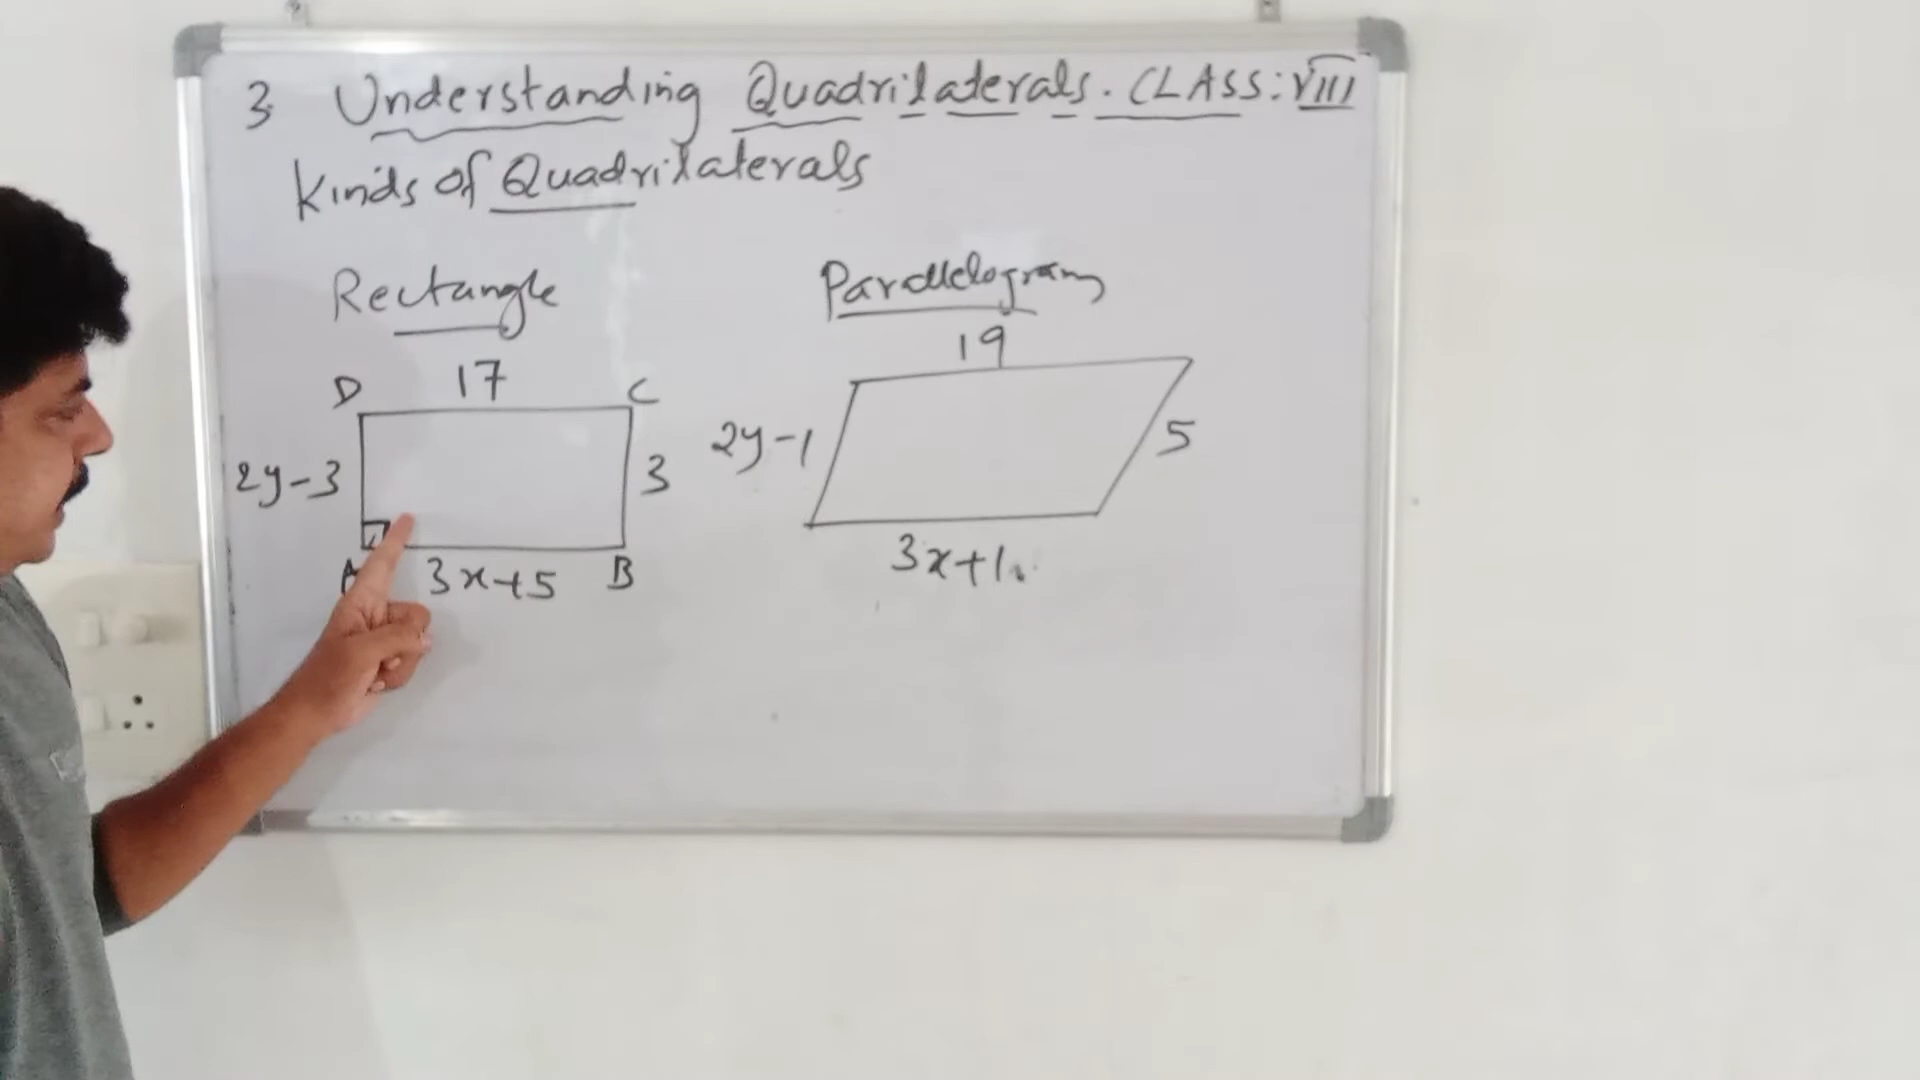 3 Understanding Quadrilaterals. CLASS: VIII
Kinds of Quadrilaterals
Rectangle
D 17 C
2y-3 3
A 3x+5 B
Parallelogram
19
2y-1 5
3x+1